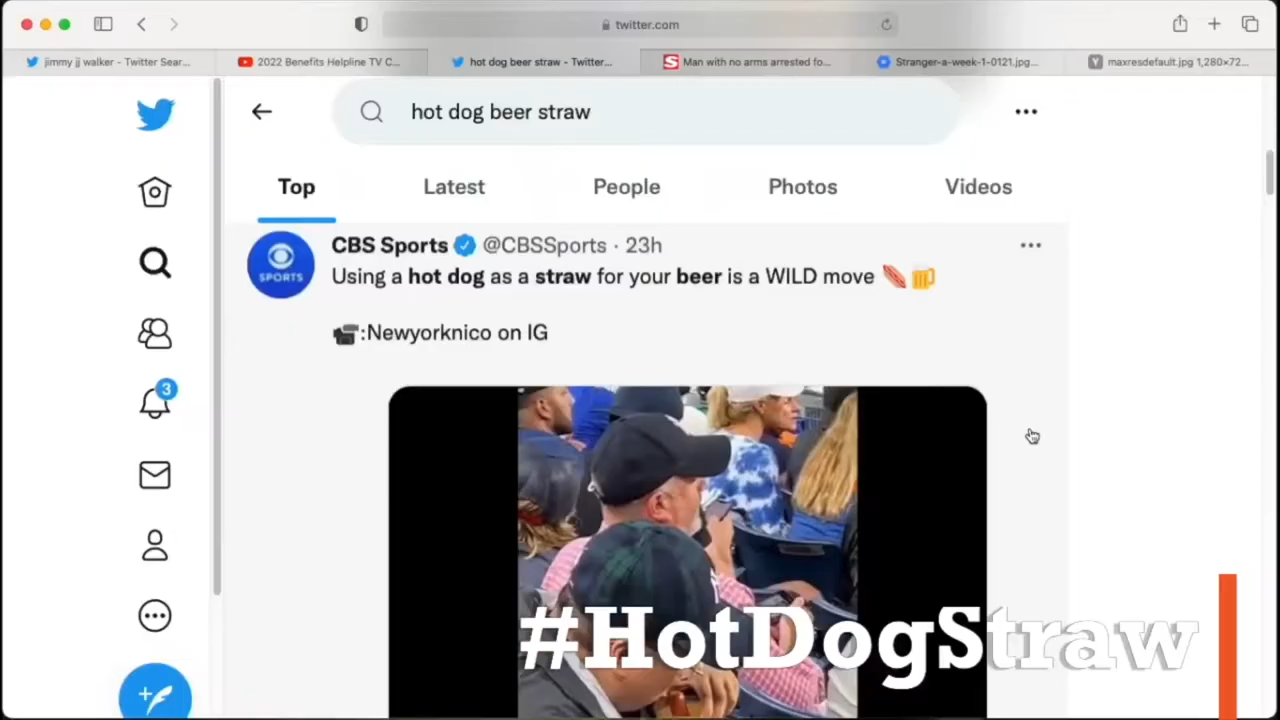 twitter.com
jimmy jj walker - Twitter Sear...
2022 Benefits Helpline TV C...
hot dog beer straw - Twitter...
S
Man with no arms arrested fo...
Stranger-a-week-1-0121.jpg...
Y
maxresdefault.jpg 1,280×72...
hot dog beer straw
Top
Latest
People
Photos
Videos
SPORTS
CBS Sports @CBSSports · 23h
Using a hot dog as a straw for your beer is a WILD move 🌭🍺
📹:Newyorknico on IG
3
#HotDogStraw